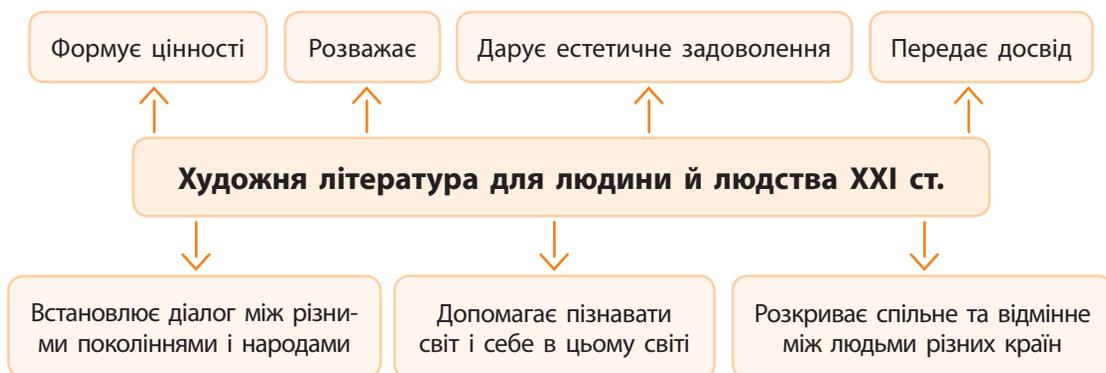 Формує цінності
Розважає
Дарує естетичне задоволення
Передає досвід
Художня література для людини й людства ХХІ ст.
Встановлює діалог між різни-
ми поколіннями і народами
Допомагає пізнавати
світ і себе в цьому світі
Розкриває спільне та відмінне
між людьми різних країн